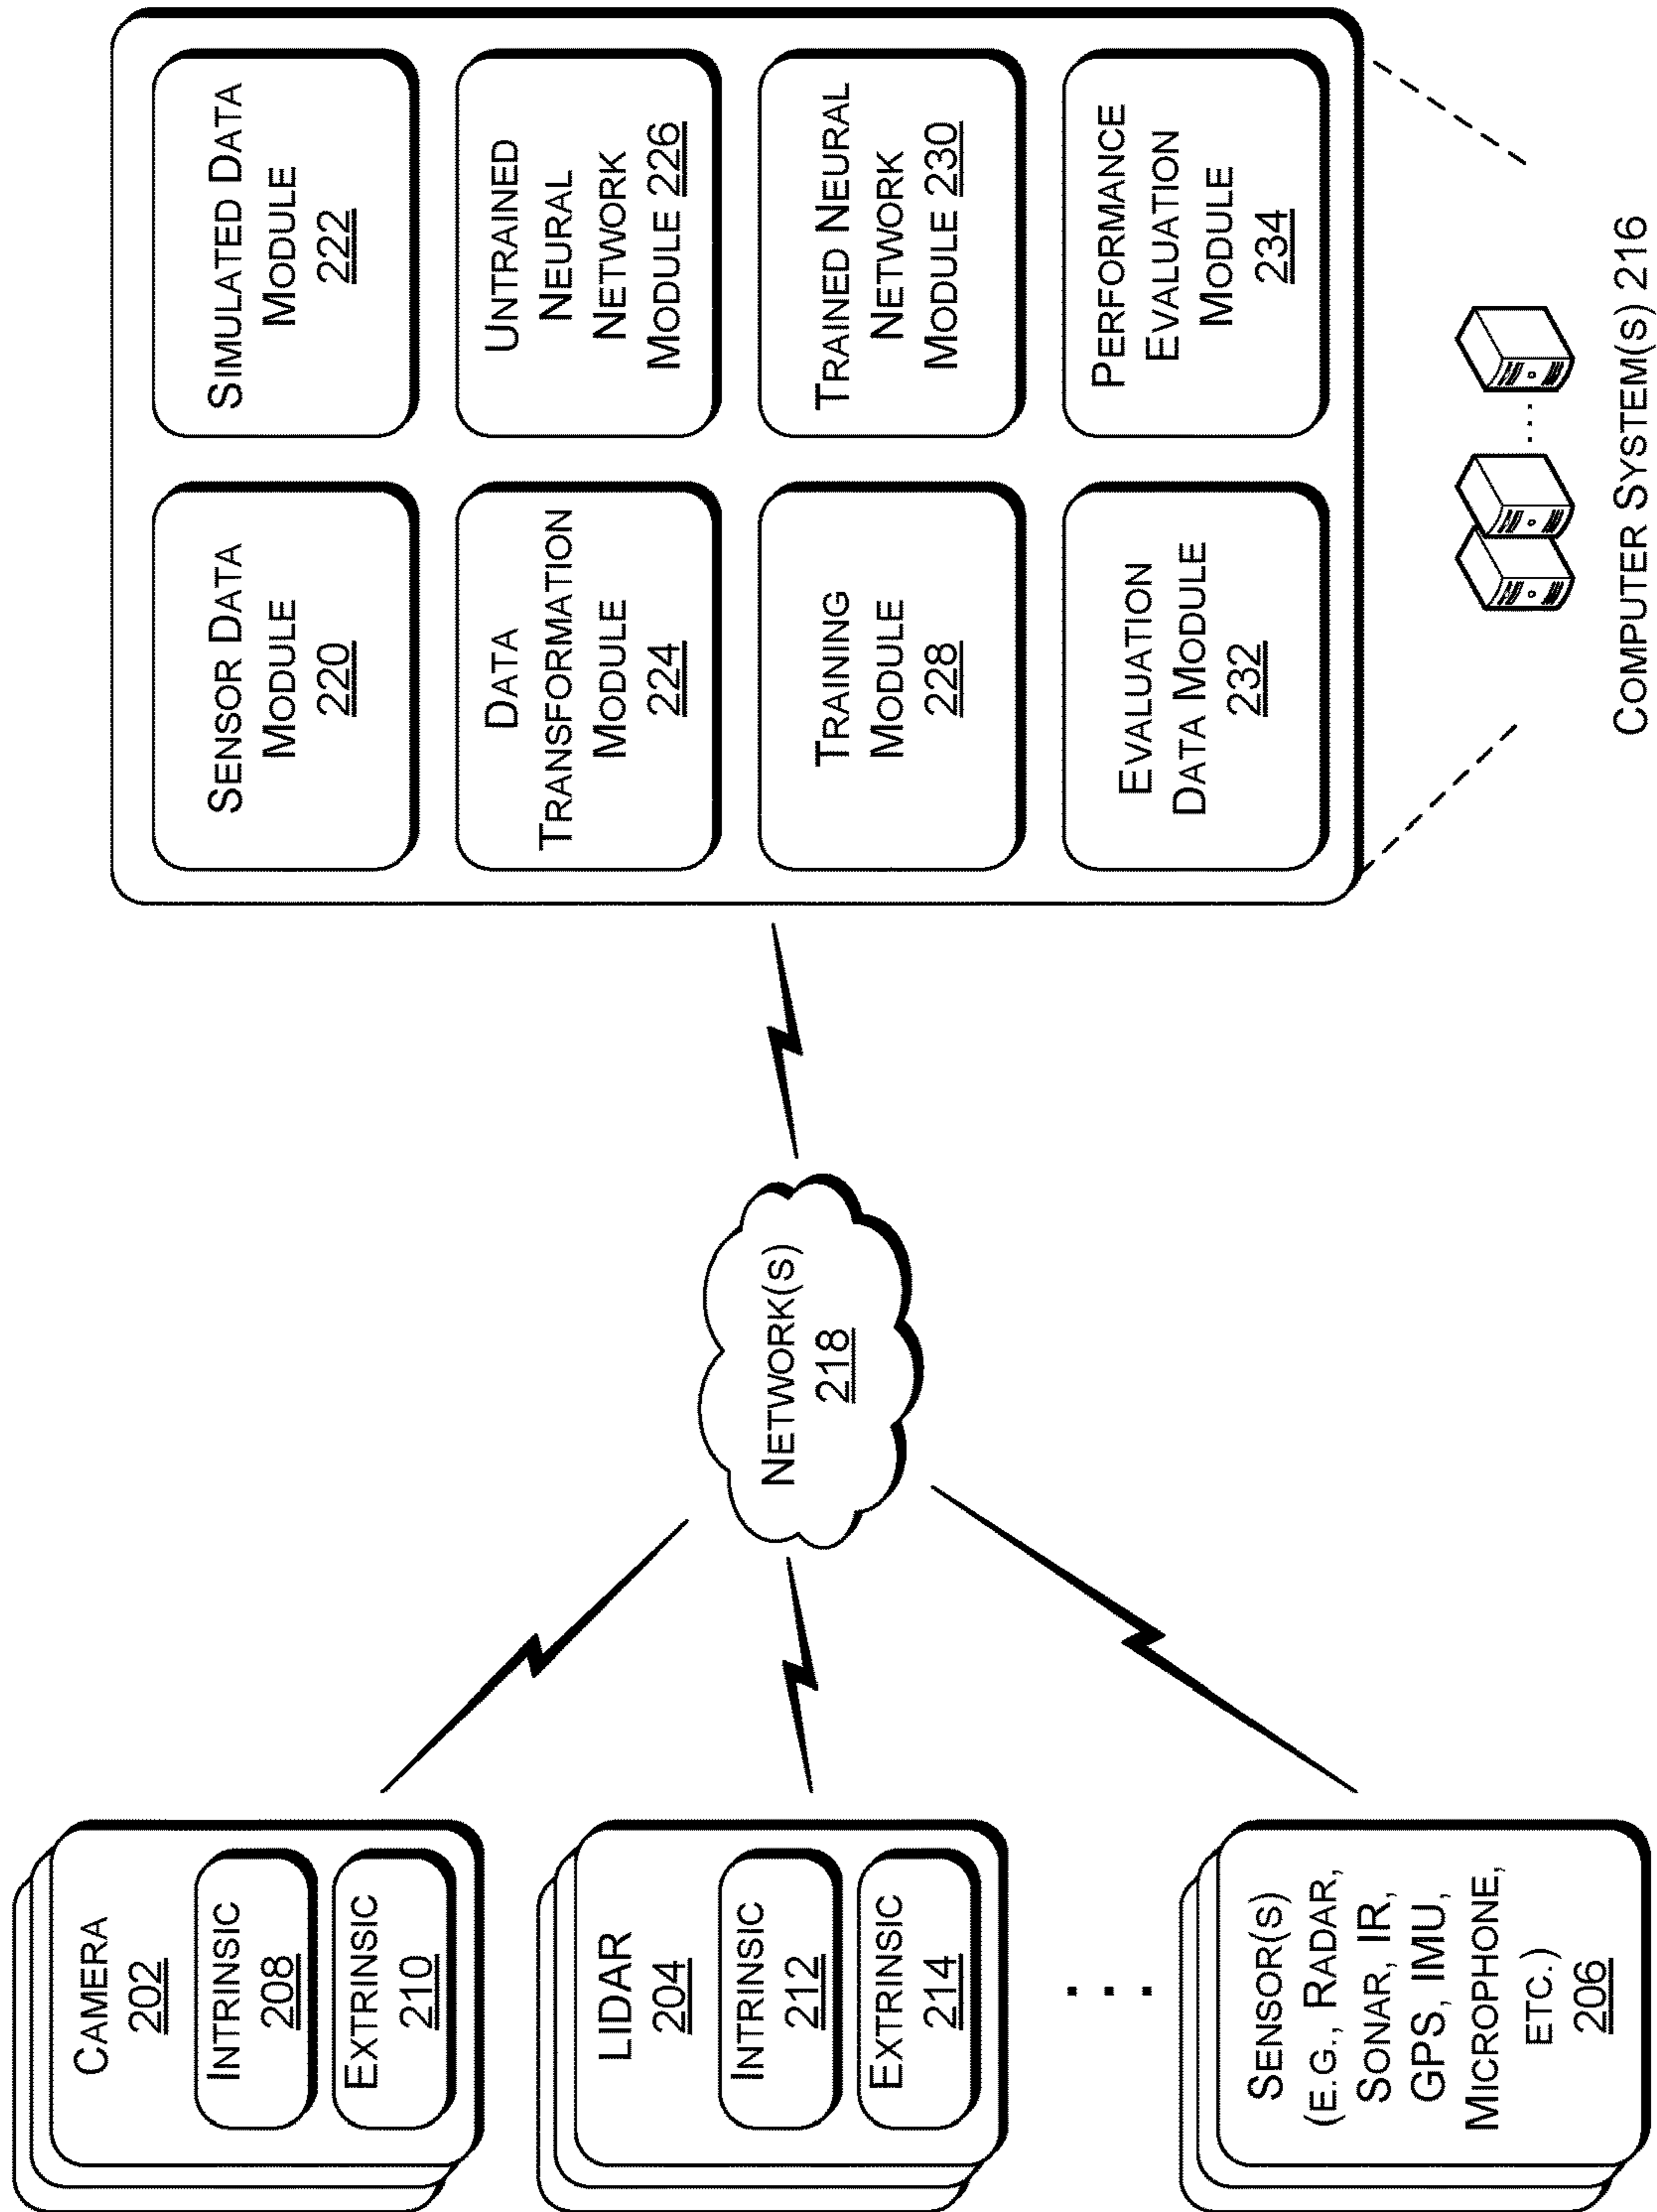 CAMERA
202
INTRINSIC
208
EXTRINSIC
210
LIDAR
204
INTRINSIC
212
EXTRINSIC
214
. . .
SENSOR(S)
(E.G., RADAR,
SONAR, IR,
GPS, IMU,
MICROPHONE,
ETC.)
206
NETWORK(S)
218
SENSOR DATA
MODULE
220
SIMULATED DATA
MODULE
222
DATA
TRANSFORMATION
MODULE
224
UNTRAINED
NEURAL
NETWORK
MODULE 226
TRAINING
MODULE
228
TRAINED NEURAL
NETWORK
MODULE 230
EVALUATION
DATA MODULE
232
PERFORMANCE
EVALUATION
MODULE
234
COMPUTER SYSTEM(S) 216